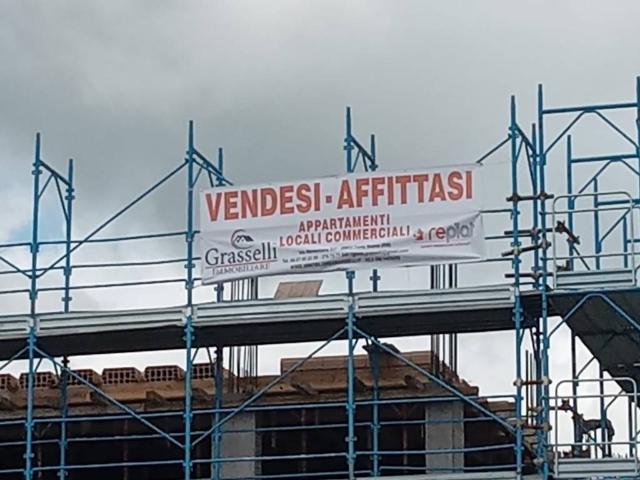 VENDESI - AFFITTASI
APPARTAMENTI
LOCALI COMMERCIALI
replat
Grasselli
IMMOBILIARE